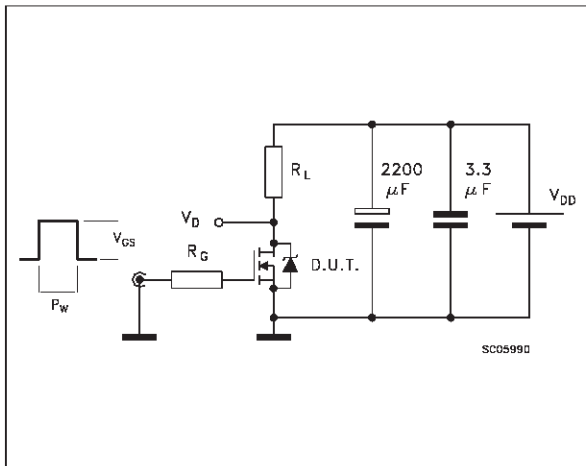 R_L
2200 μF
3.3 μF
V_DD
V_D
V_GS
R_G
D.U.T.
P_W
SC05990